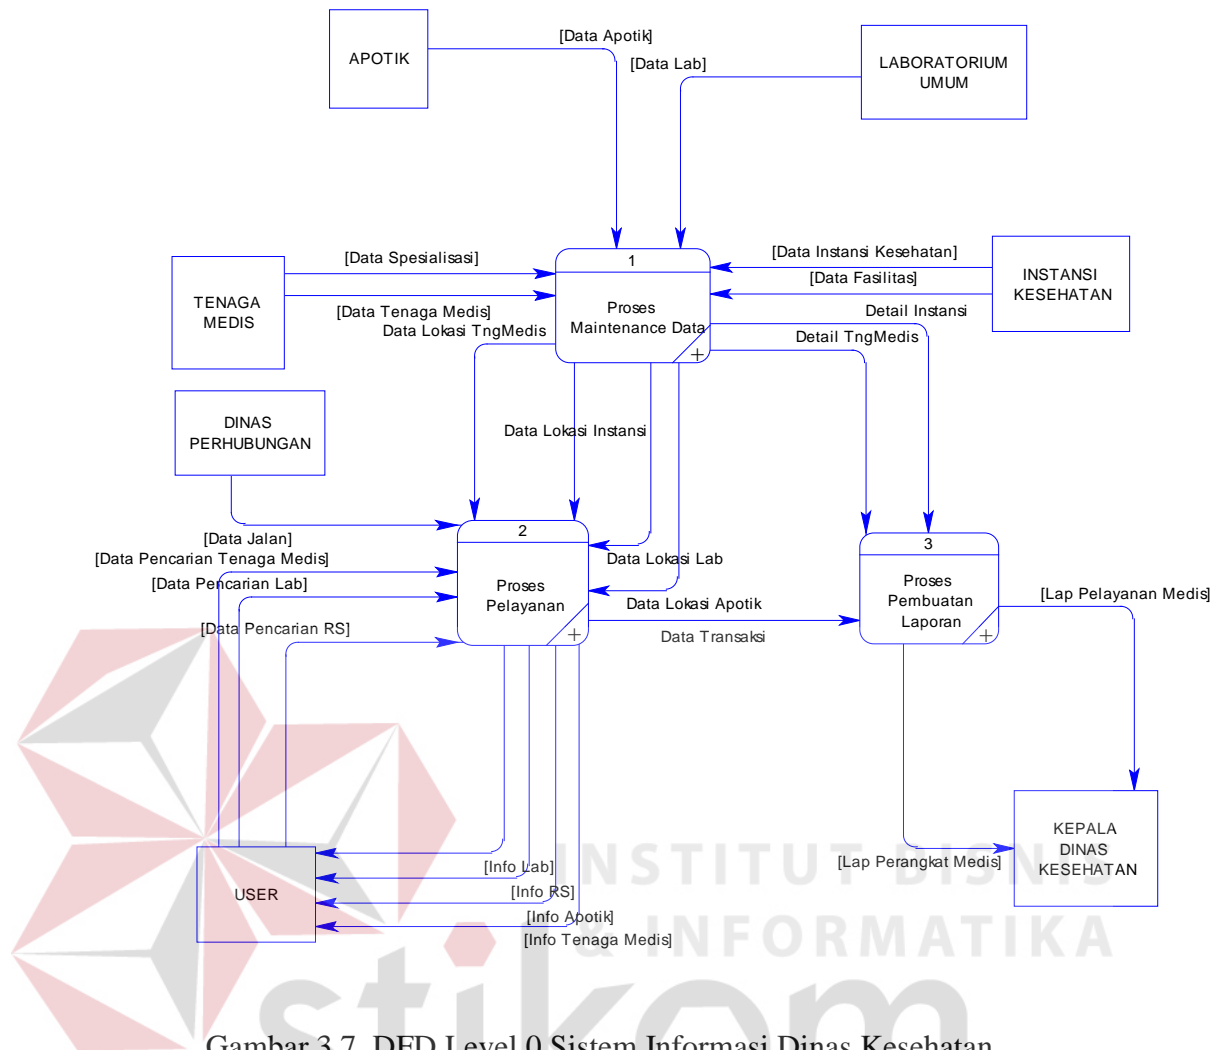 [Data Apotik]
APOTIK
[Data Lab]
LABORATORIUM
UMUM
[Data Spesialisasi]
[Data Tenaga Medis]
TENAGA
MEDIS
1
Proses
Maintenance Data
[Data Instansi Kesehatan]
[Data Fasilitas]
INSTANSI
KESEHATAN
Data Lokasi TngMedis
Detail Instansi
Detail TngMedis
DINAS
PERHUBUNGAN
Data Lokasi Instansi
[Data Jalan]
[Data Pencarian Tenaga Medis]
[Data Pencarian Lab]
[Data Pencarian RS]
2
Proses
Pelayanan
Data Lokasi Lab
Data Lokasi Apotik
Data Transaksi
3
Proses
Pembuatan
Laporan
[Lap Pelayanan Medis]
[Lap Perangkat Medis]
KEPALA
DINAS
KESEHATAN
USER
[Info Lab]
[Info RS]
[Info Apotik]
[Info Tenaga Medis]
INSTITUT BISNIS
& INFORMATIKA
stikom
Gambar 3.7 DFD Level 0 Sistem Informasi Dinas Kesehatan